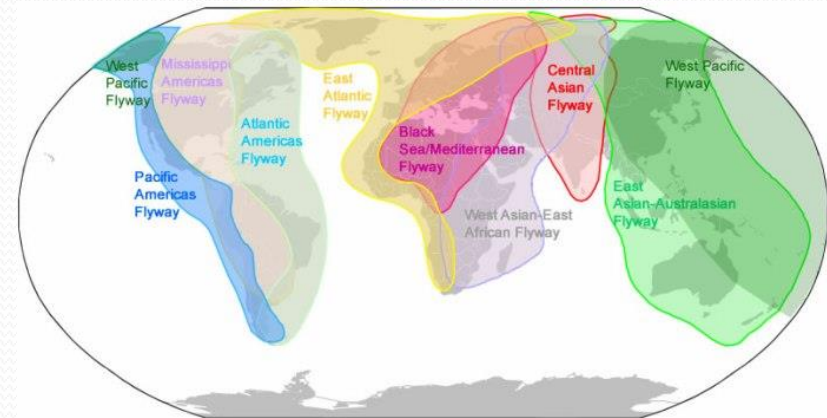 West
Pacific
Flyway
Mississippi
Americas
Flyway
East
Atlantic
Flyway
Central
Asian
Flyway
West Pacific
Flyway
Atlantic
Americas
Flyway
Black
Sea/Mediterranean
Flyway
Pacific
Americas
Flyway
West Asian-East
African Flyway
East
Asian-Australasian
Flyway